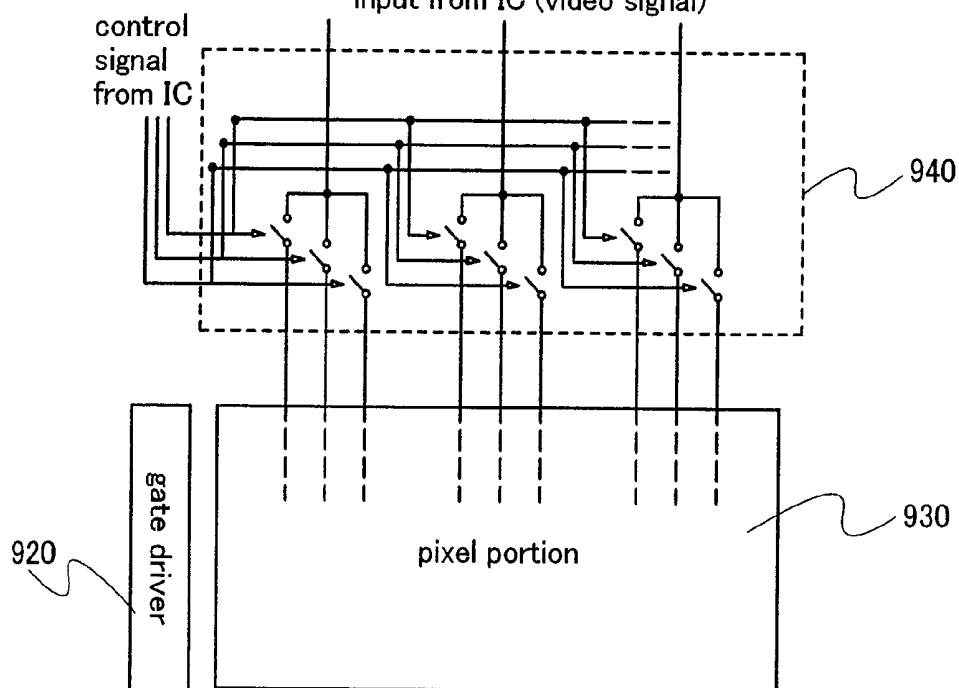 input from IC (video signal)
control
signal
from IC
940
gate driver
920
930
pixel portion